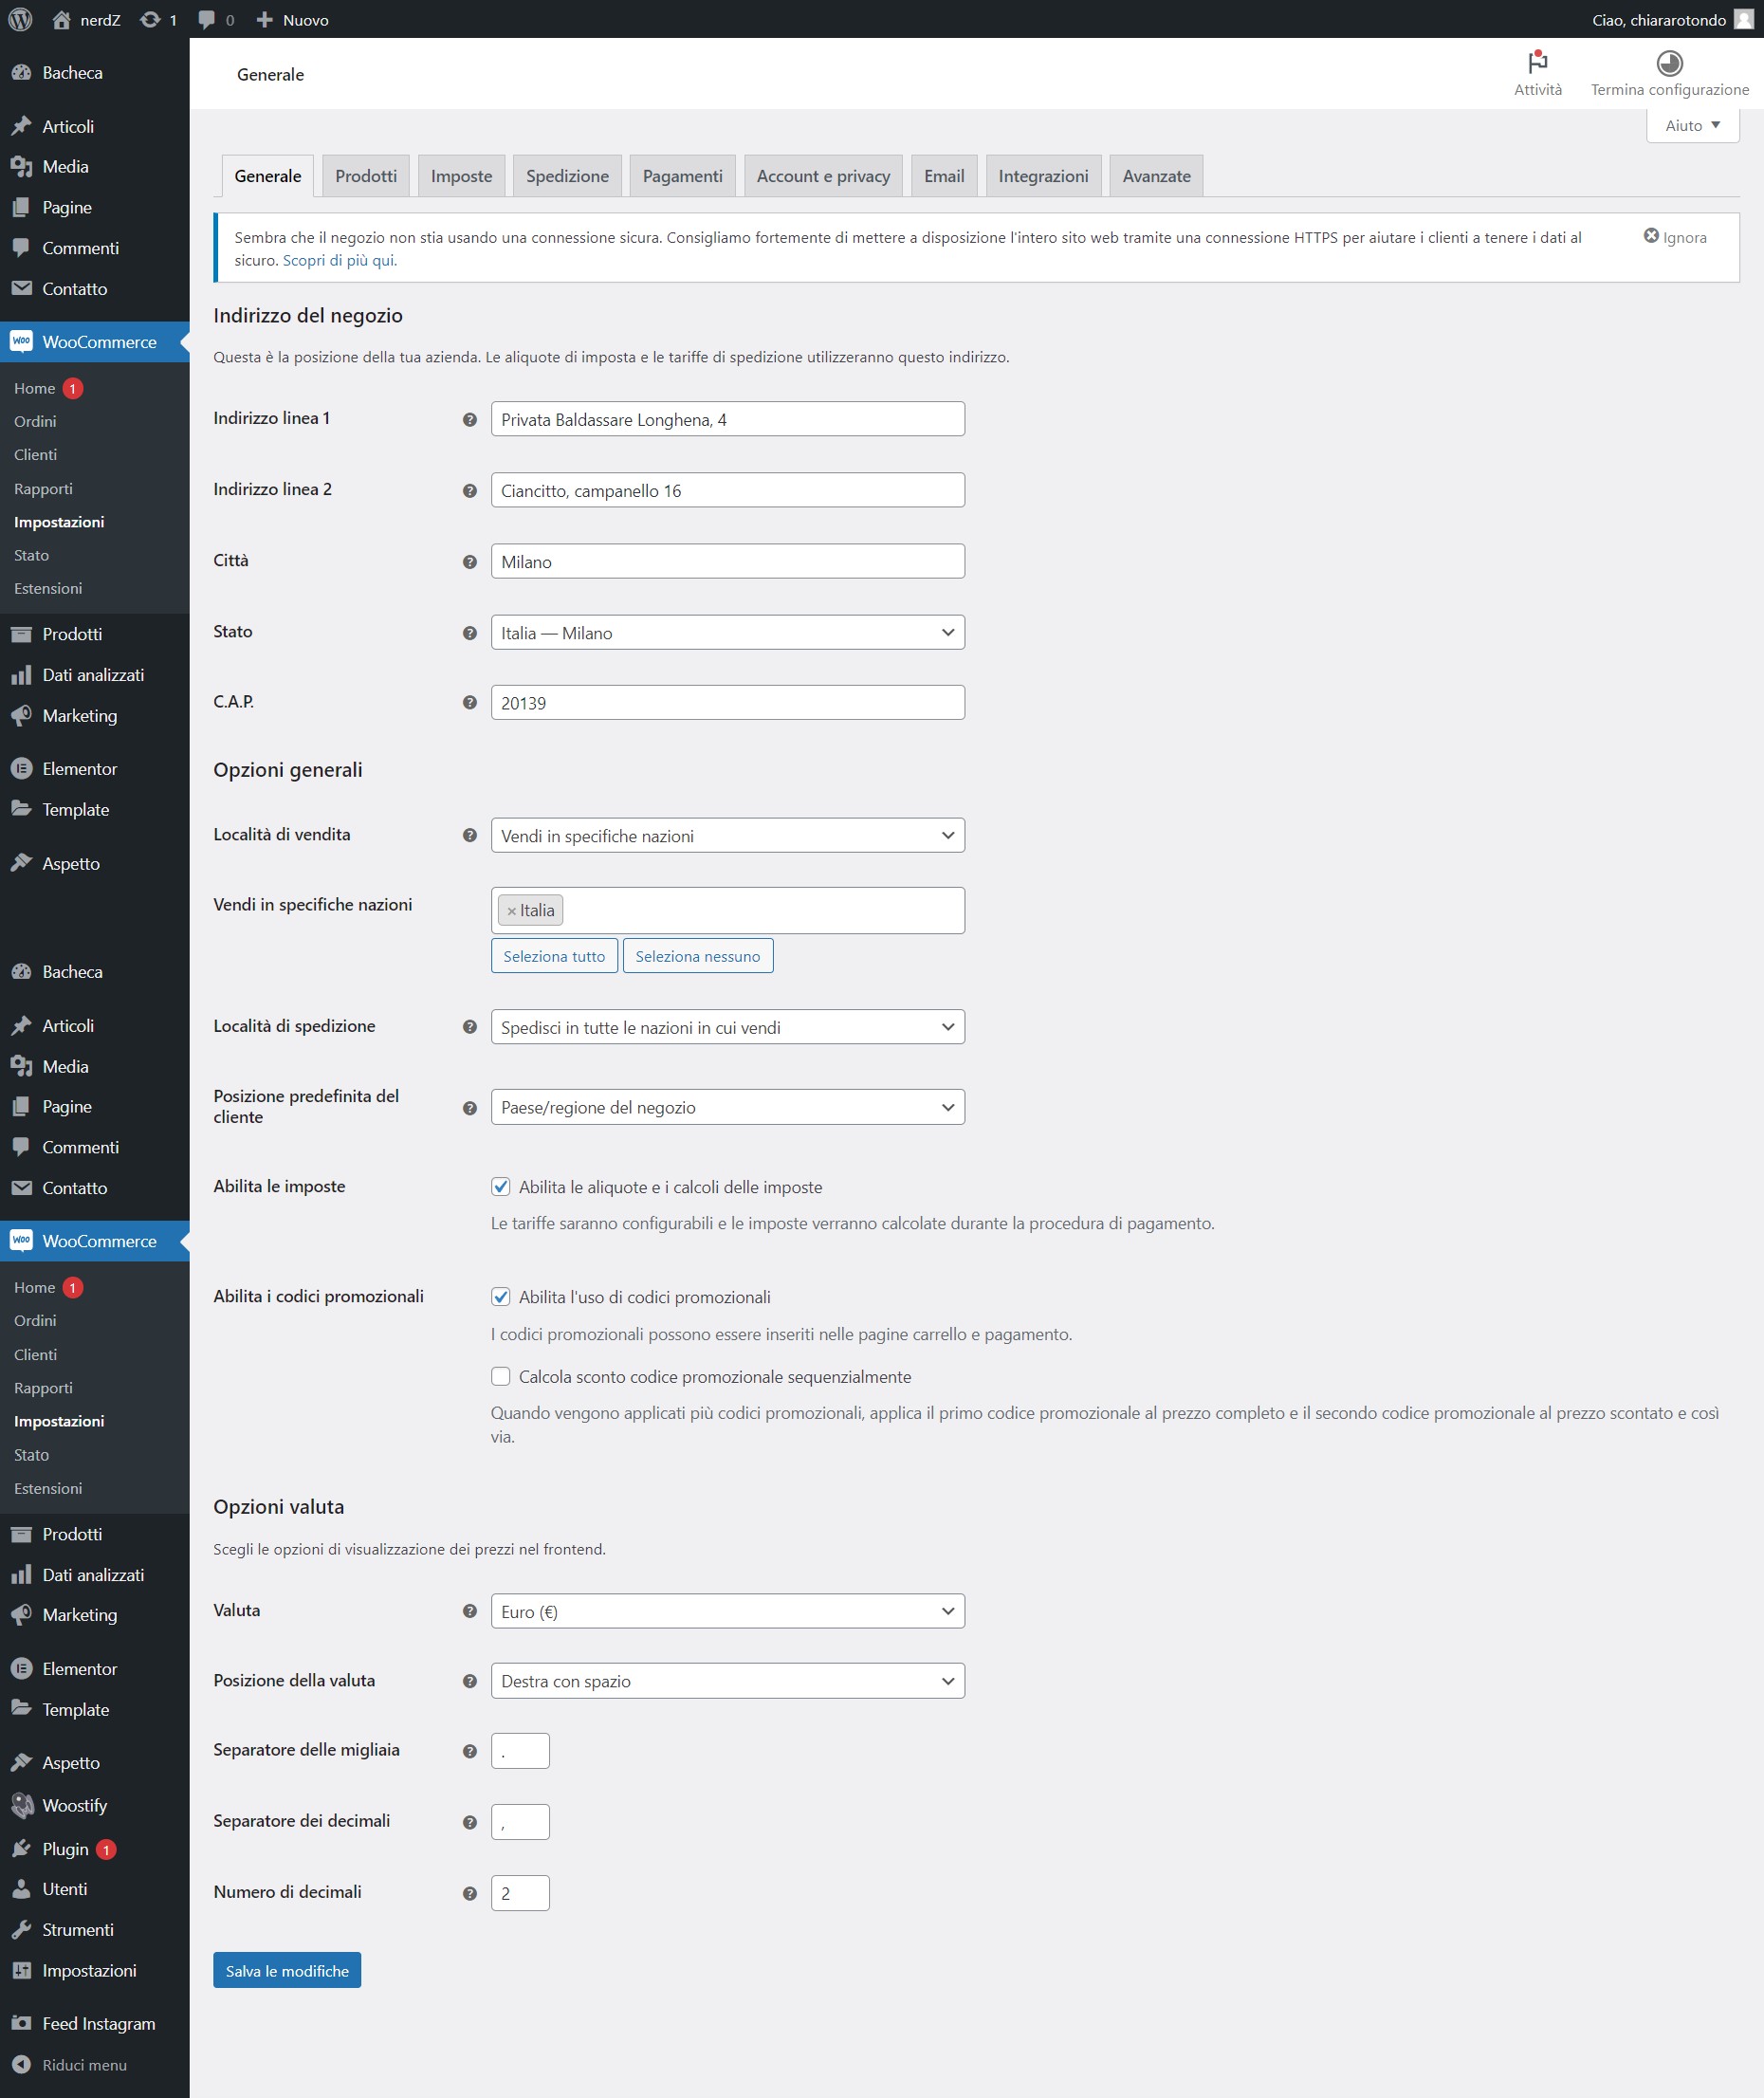 nerdZ
1
0
Nuovo
Ciao, chiararotondo
Bacheca
Articoli
Media
Pagine
Commenti
Contatto
WooCommerce
Home 1
Ordini
Clienti
Rapporti
Impostazioni
Stato
Estensioni
Prodotti
Dati analizzati
Marketing
Elementor
Template
Aspetto
Bacheca
Articoli
Media
Pagine
Commenti
Contatto
WooCommerce
Home 1
Ordini
Clienti
Rapporti
Impostazioni
Stato
Estensioni
Prodotti
Dati analizzati
Marketing
Elementor
Template
Aspetto
Woostify
Plugin 1
Utenti
Strumenti
Impostazioni
Feed Instagram
Riduci menu
Generale
Attività
Termina configurazione
Aiuto
Generale
Prodotti
Imposte
Spedizione
Pagamenti
Account e privacy
Email
Integrazioni
Avanzate
Sembra che il negozio non stia usando una connessione sicura. Consigliamo fortemente di mettere a disposizione l'intero sito web tramite una connessione HTTPS per aiutare i clienti a tenere i dati al
sicuro. Scopri di più qui.
Ignora
Indirizzo del negozio
Questa è la posizione della tua azienda. Le aliquote di imposta e le tariffe di spedizione utilizzeranno questo indirizzo.
Indirizzo linea 1
Privata Baldassare Longhena, 4
Indirizzo linea 2
Ciancitto, campanello 16
Città
Milano
Stato
Italia — Milano
C.A.P.
20139
Opzioni generali
Località di vendita
Vendi in specifiche nazioni
Vendi in specifiche nazioni
× Italia
Seleziona tutto
Seleziona nessuno
Località di spedizione
Spedisci in tutte le nazioni in cui vendi
Posizione predefinita del
cliente
Paese/regione del negozio
Abilita le imposte
Abilita le aliquote e i calcoli delle imposte
Le tariffe saranno configurabili e le imposte verranno calcolate durante la procedura di pagamento.
Abilita i codici promozionali
Abilita l'uso di codici promozionali
I codici promozionali possono essere inseriti nelle pagine carrello e pagamento.
Calcola sconto codice promozionale sequenzialmente
Quando vengono applicati più codici promozionali, applica il primo codice promozionale al prezzo completo e il secondo codice promozionale al prezzo scontato e così
via.
Opzioni valuta
Scegli le opzioni di visualizzazione dei prezzi nel frontend.
Valuta
Euro (€)
Posizione della valuta
Destra con spazio
Separatore delle migliaia
.
Separatore dei decimali
,
Numero di decimali
2
Salva le modifiche